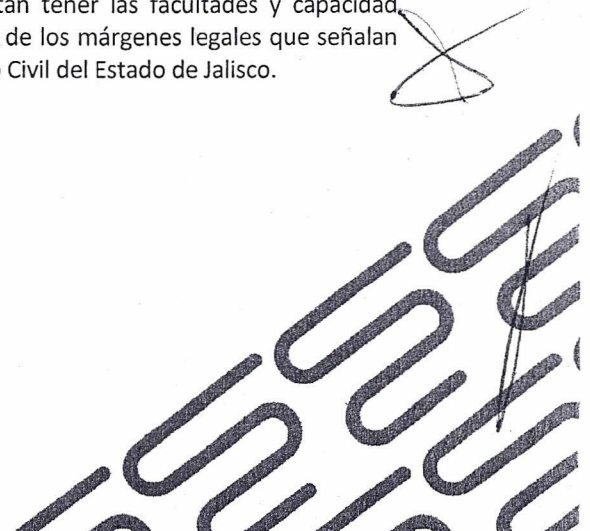 tan tener las facultades y capacidad
de los márgenes legales que señalan
Civil del Estado de Jalisco.